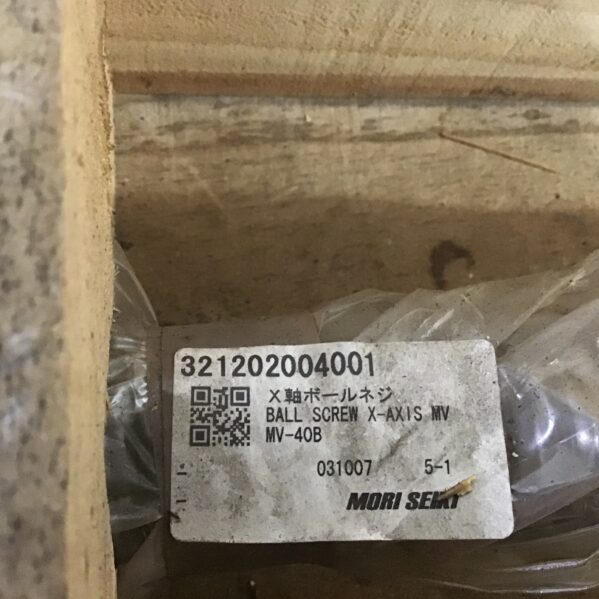 321202004001
X軸ボールネジ
BALL SCREW X-AXIS MV
MV-40B
031007 5-1
MORI SEIKI